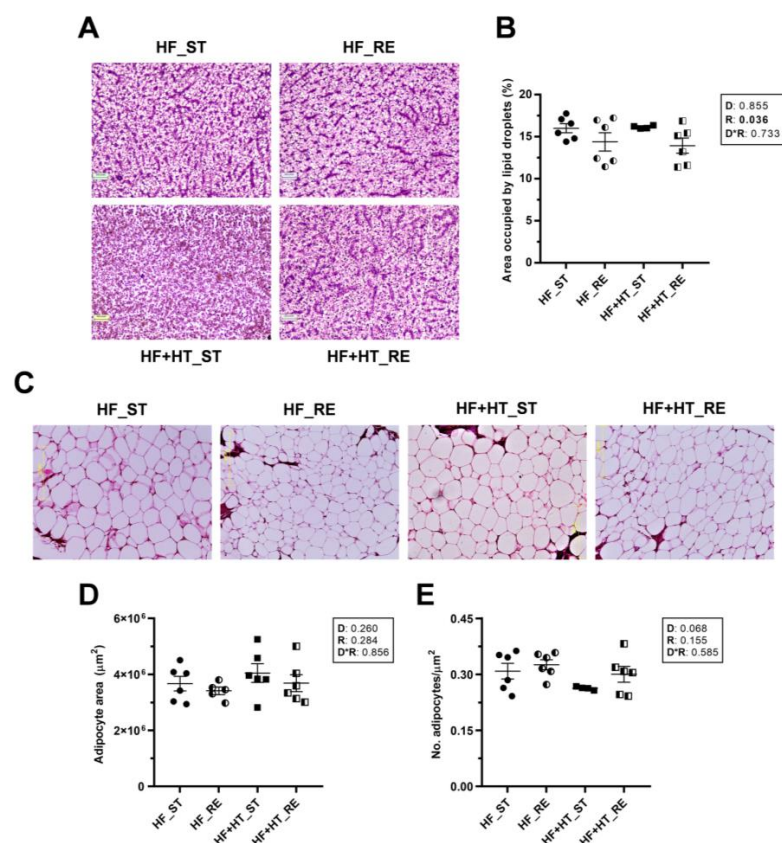 A
HF_ST
HF_RE
HF+HT_ST
HF+HT_RE
B
Area occupied by lipid droplets (%)
20
15
10
5
0
HF_ST
HF_RE
HF+HT_ST
HF+HT_RE
D: 0.855
R: 0.036
D*R: 0.733
C
HF_ST
HF_RE
HF+HT_ST
HF+HT_RE
D
Adipocyte area (μm²)
6×10⁶
4×10⁶
2×10⁶
0
HF_ST
HF_RE
HF+HT_ST
HF+HT_RE
D: 0.260
R: 0.284
D*R: 0.856
E
No. adipocytes/μm²
0.45
0.30
0.15
0.00
HF_ST
HF_RE
HF+HT_ST
HF+HT_RE
D: 0.068
R: 0.155
D*R: 0.585